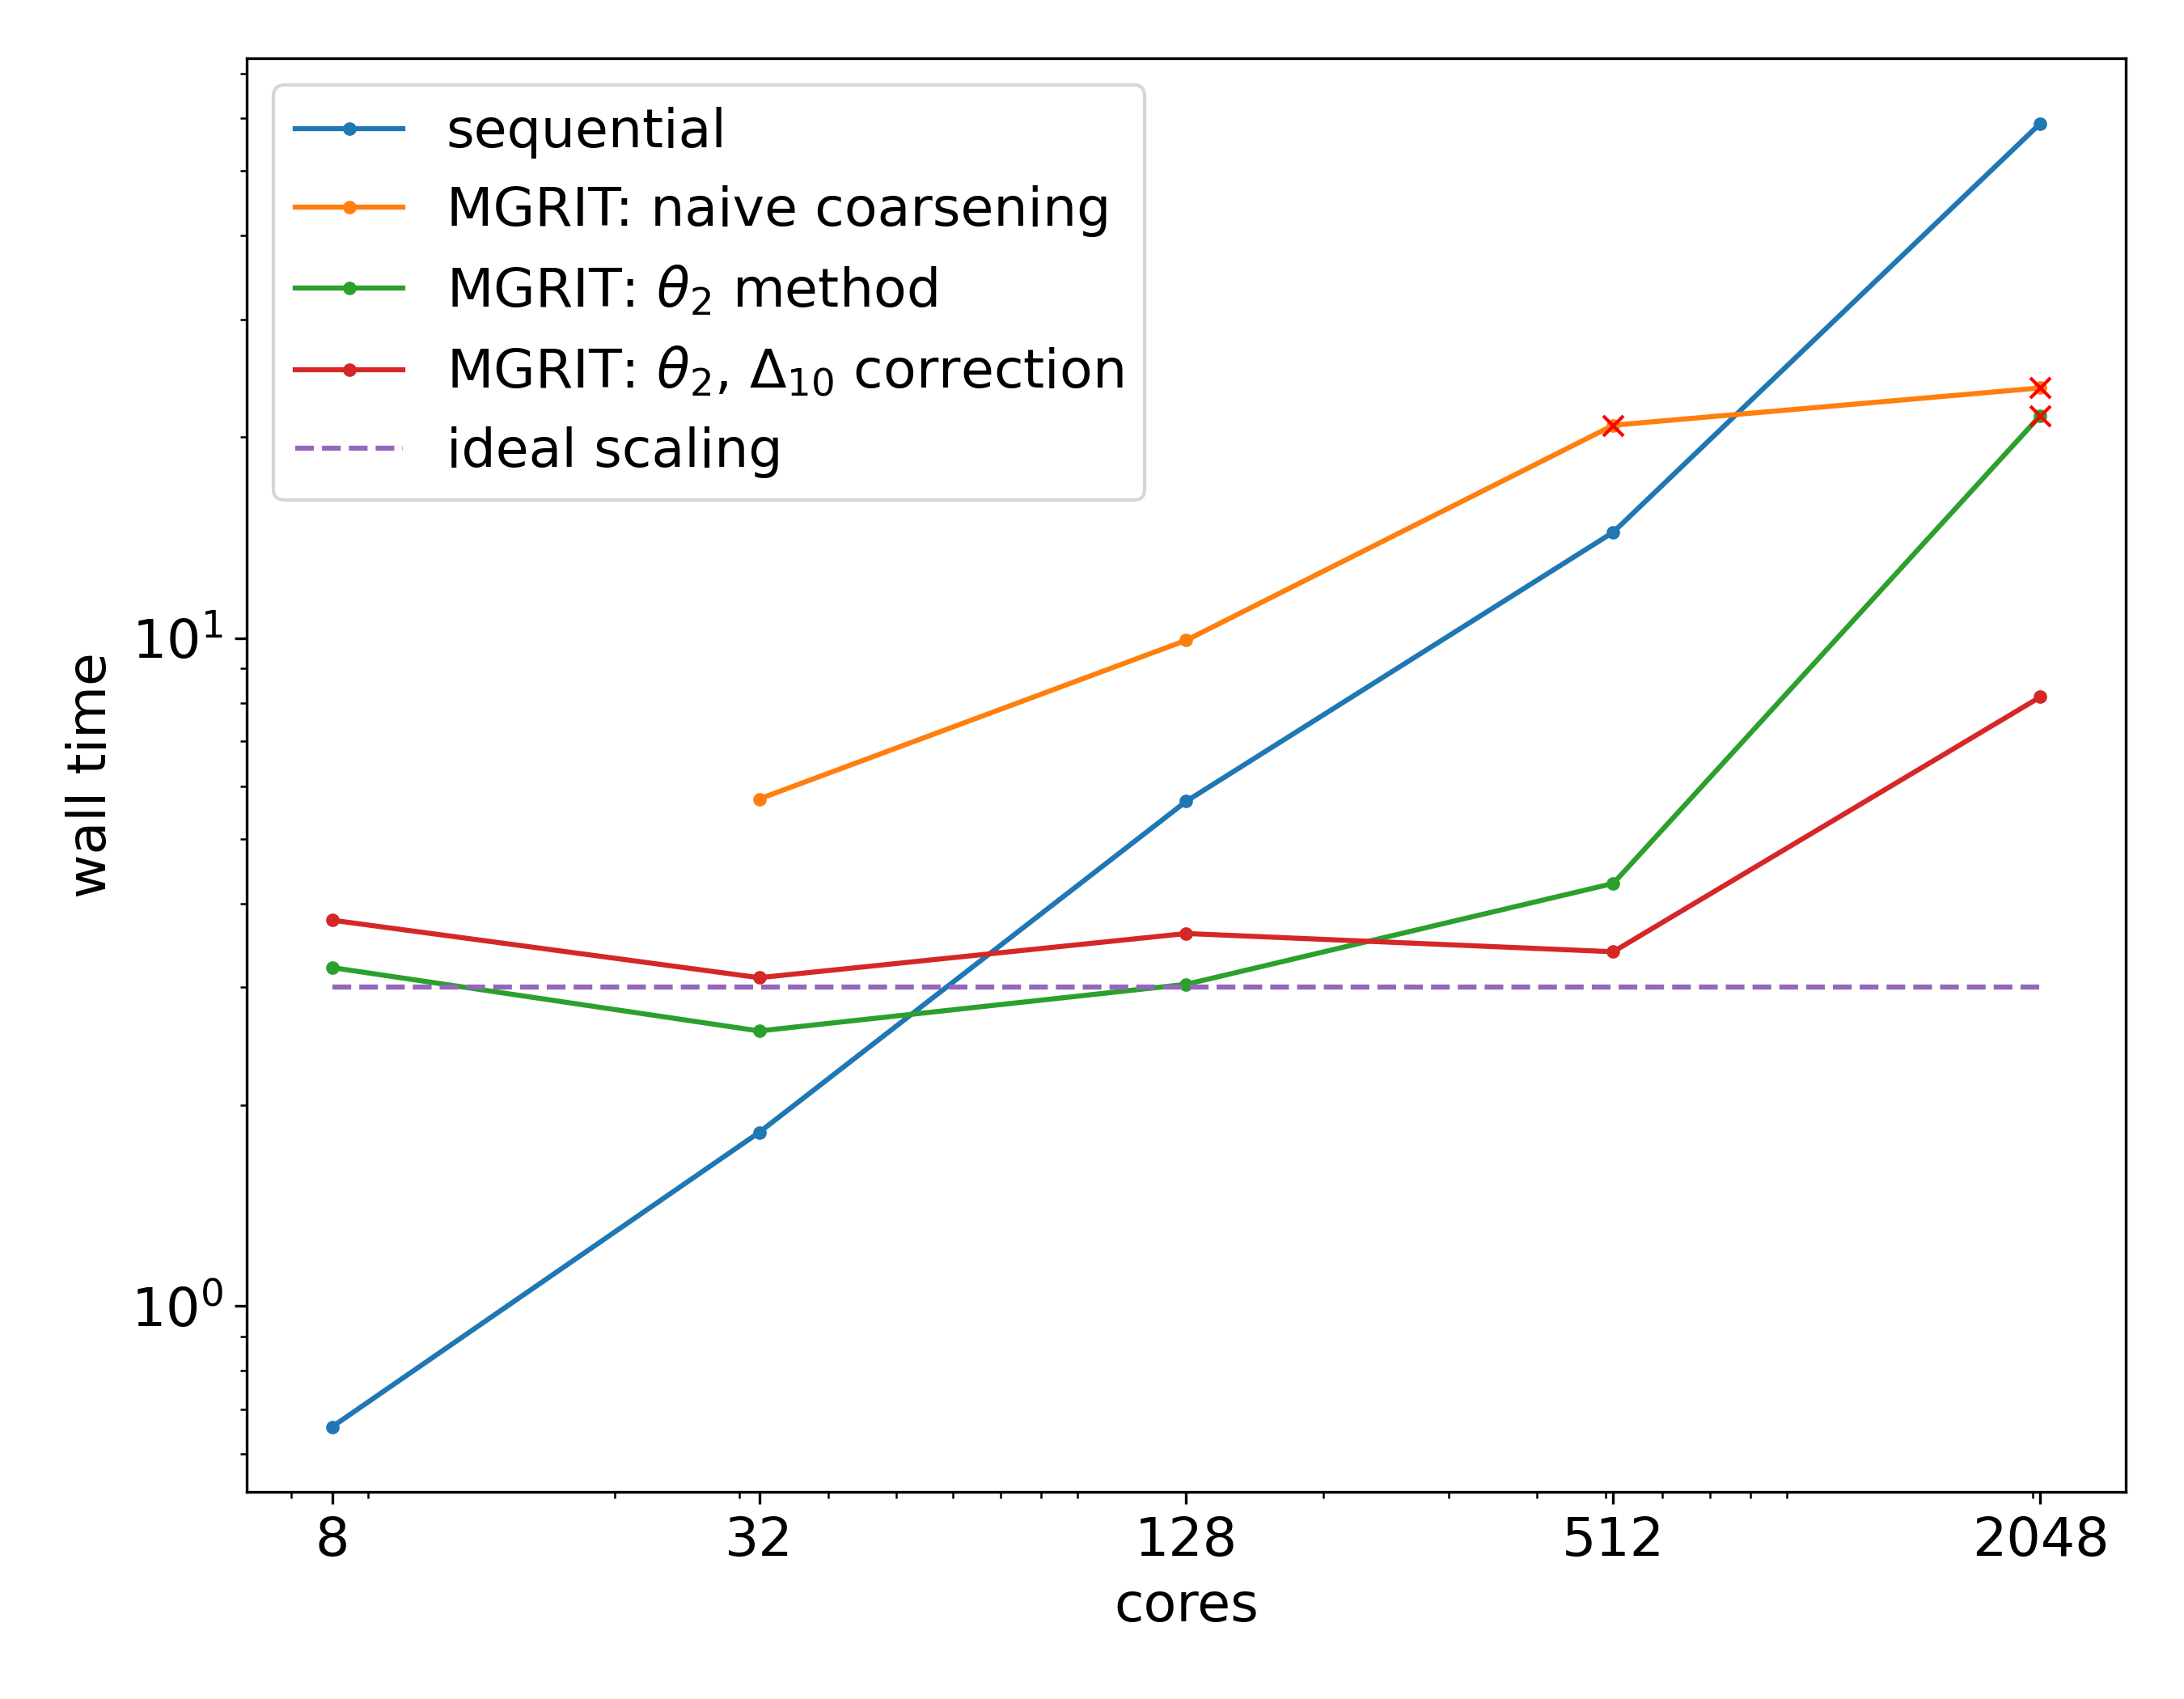 sequential
MGRIT: naive coarsening
MGRIT: θ₂ method
MGRIT: θ₂, Δ₁₀ correction
ideal scaling
wall time
10¹
10⁰
8 32 128 512 2048
cores